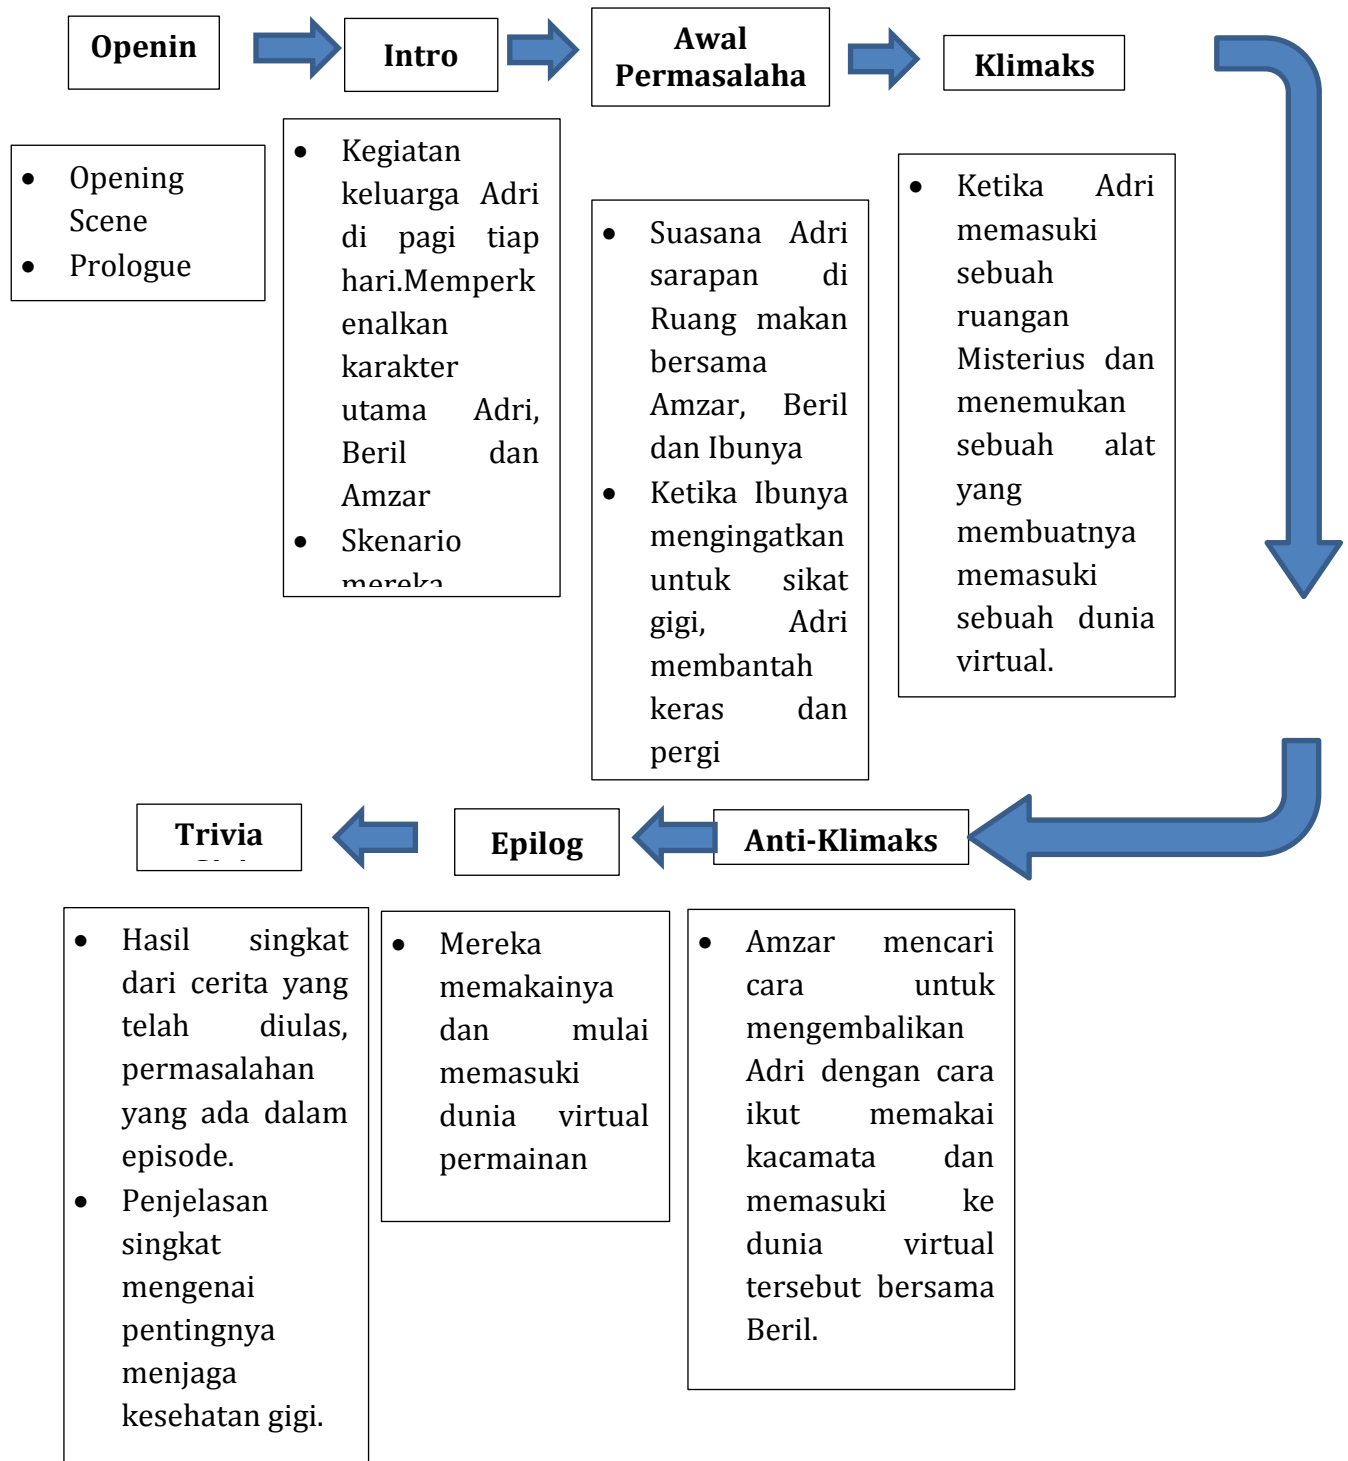 Openin
Intro
Awal
Permasalaha
Klimaks
• Opening
Scene
• Prologue
• Kegiatan
keluarga Adri
di pagi tiap
hari.Memperk
enalkan
karakter
utama Adri,
Beril dan
Amzar
• Skenario
mereka
• Suasana Adri
sarapan di
Ruang makan
bersama
Amzar, Beril
dan Ibunya
• Ketika Ibunya
mengingatkan
untuk sikat
gigi, Adri
membantah
keras dan
pergi
• Ketika Adri
memasuki
sebuah
ruangan
Misterius dan
menemukan
sebuah alat
yang
membuatnya
memasuki
sebuah dunia
virtual.
Trivia
Epilog
Anti-Klimaks
• Hasil singkat
dari cerita yang
telah diulas,
permasalahan
yang ada dalam
episode.
• Penjelasan
singkat
mengenai
pentingnya
menjaga
kesehatan gigi.
• Mereka
memakainya
dan mulai
memasuki
dunia virtual
permainan
• Amzar mencari
cara untuk
mengembalikan
Adri dengan cara
ikut memakai
kacamata dan
memasuki ke
dunia virtual
tersebut bersama
Beril.